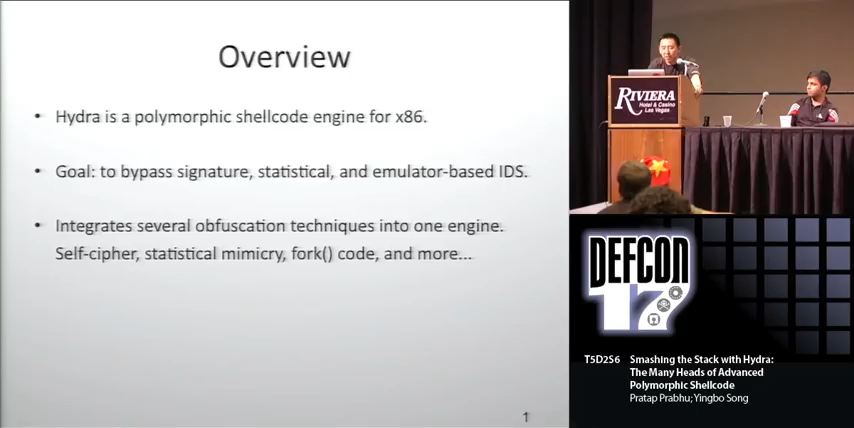 Overview
• Hydra is a polymorphic shellcode engine for x86.
• Goal: to bypass signature, statistical, and emulator-based IDS.
• Integrates several obfuscation techniques into one engine.
Self-cipher, statistical mimicry, fork() code, and more...
1
RIVIERA
Hotel & Casino
Las Vegas
DEFCON
17
T5D2S6 Smashing the Stack with Hydra:
The Many Heads of Advanced
Polymorphic Shellcode
Pratap Prabhu; Yingbo Song